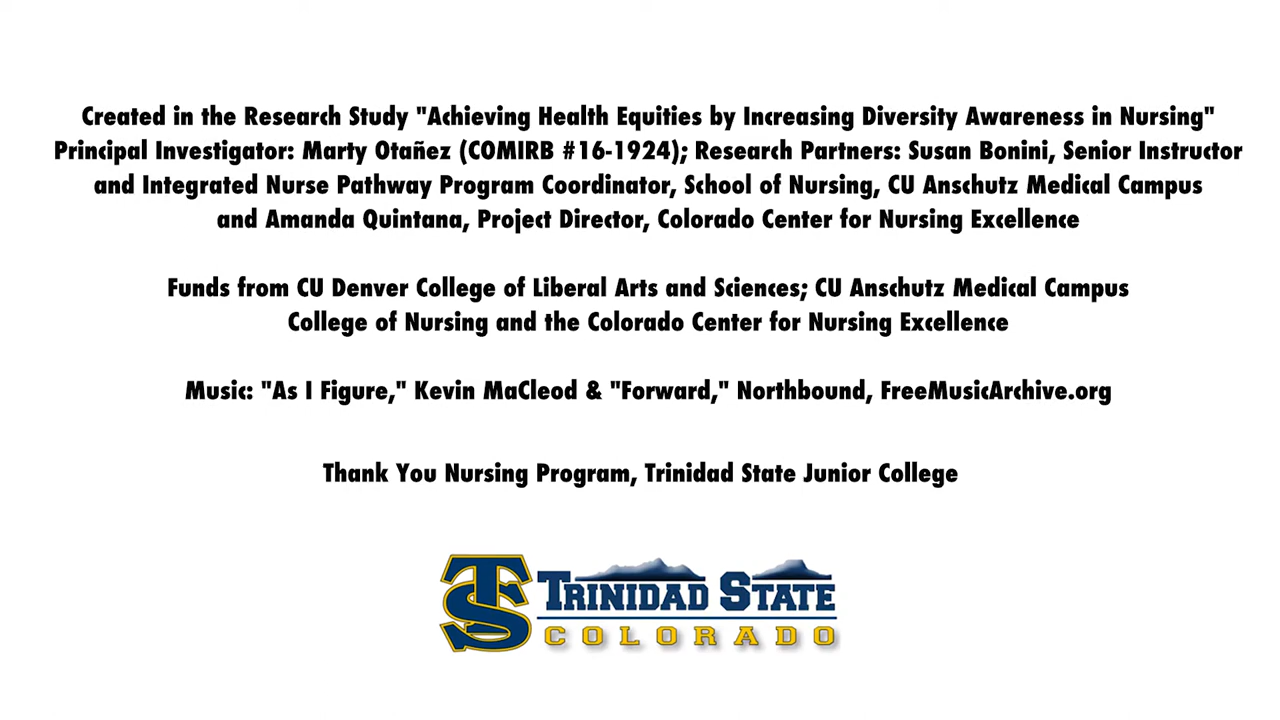 Created in the Research Study "Achieving Health Equities by Increasing Diversity Awareness in Nursing"
Principal Investigator: Marty Otañez (COMIRB #16-1924); Research Partners: Susan Bonini, Senior Instructor
and Integrated Nurse Pathway Program Coordinator, School of Nursing, CU Anschutz Medical Campus
and Amanda Quintana, Project Director, Colorado Center for Nursing Excellence
Funds from CU Denver College of Liberal Arts and Sciences; CU Anschutz Medical Campus
College of Nursing and the Colorado Center for Nursing Excellence
Music: "As I Figure," Kevin MaCleod & "Forward," Northbound, FreeMusicArchive.org
Thank You Nursing Program, Trinidad State Junior College
TS TRINIDAD STATE
COLORADO